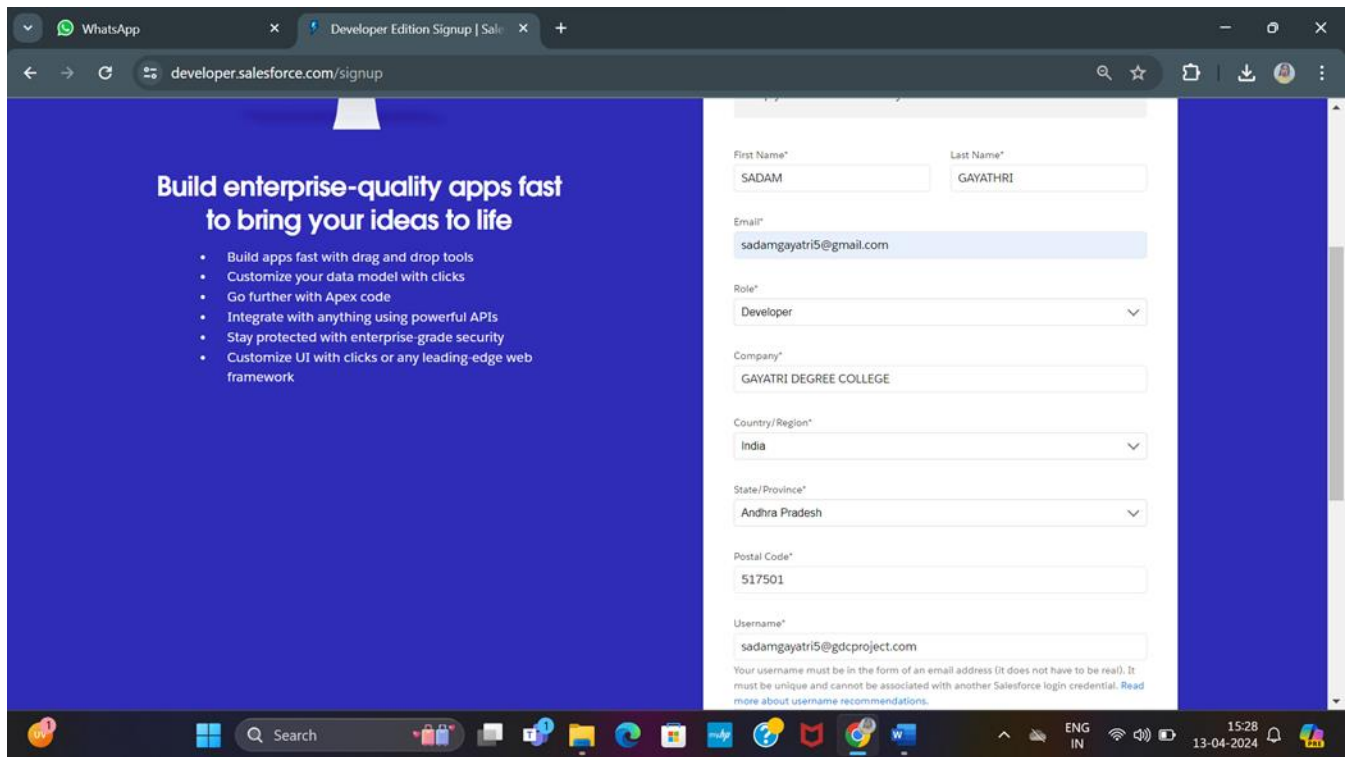 WhatsApp
Developer Edition Signup | Sale
developer.salesforce.com/signup
Build enterprise-quality apps fast
to bring your ideas to life
• Build apps fast with drag and drop tools
• Customize your data model with clicks
• Go further with Apex code
• Integrate with anything using powerful APIs
• Stay protected with enterprise-grade security
• Customize UI with clicks or any leading-edge web
framework
First Name* Last Name*
SADAM GAYATHRI
Email*
sadamgayatri5@gmail.com
Role*
Developer
Company*
GAYATRI DEGREE COLLEGE
Country/Region*
India
State/Province*
Andhra Pradesh
Postal Code*
517501
Username*
sadamgayatri5@gdcproject.com
Your username must be in the form of an email address (it does not have to be real). It
must be unique and cannot be associated with another Salesforce login credential. Read
more about username recommendations.
UV 1
Search
1
ENG
IN
15:28
13-04-2024
PRE